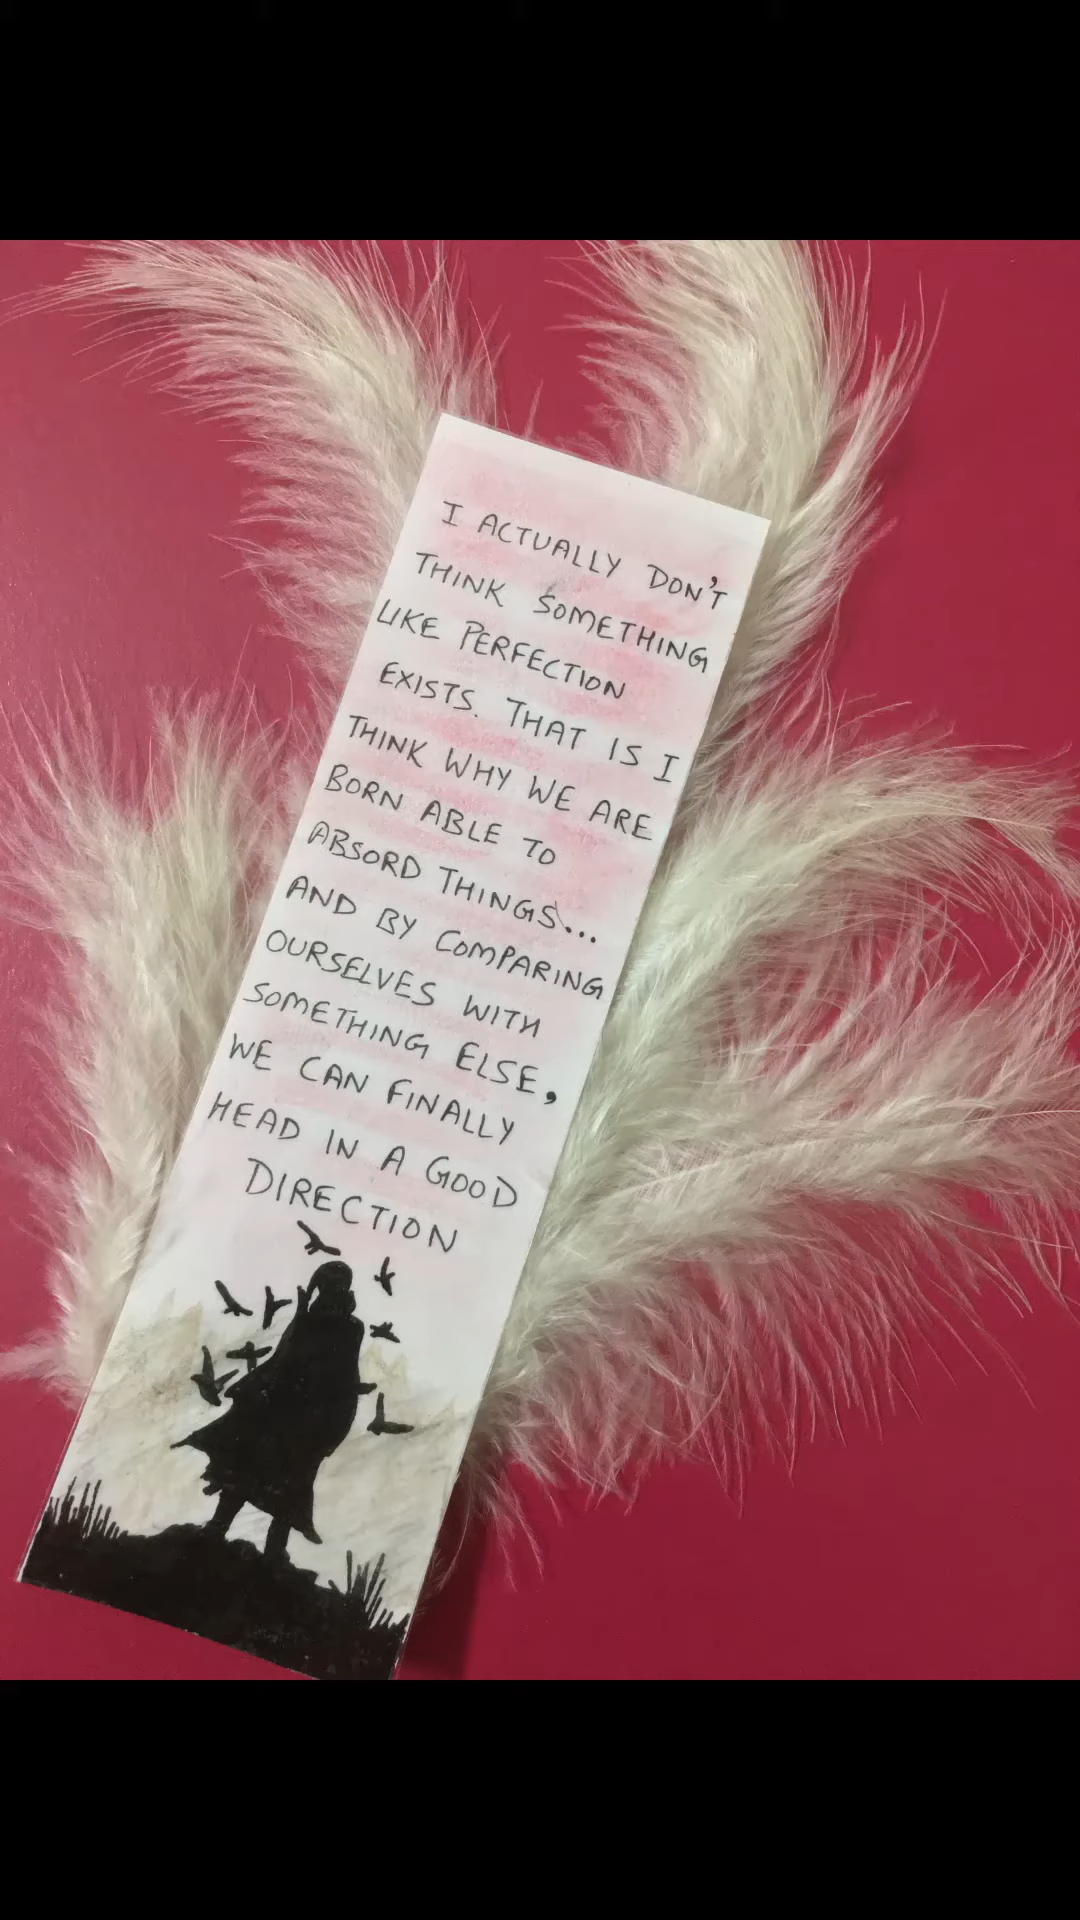 I ACTUALLY DON'T
THINK SOMETHING
LIKE PERFECTION
EXISTS. THAT IS I
THINK WHY WE ARE
BORN ABLE TO
ABSORD THINGS...
AND BY COMPARING
OURSELVES WITH
SOMETHING ELSE,
WE CAN FINALLY
HEAD IN A GOOD
DIRECTION